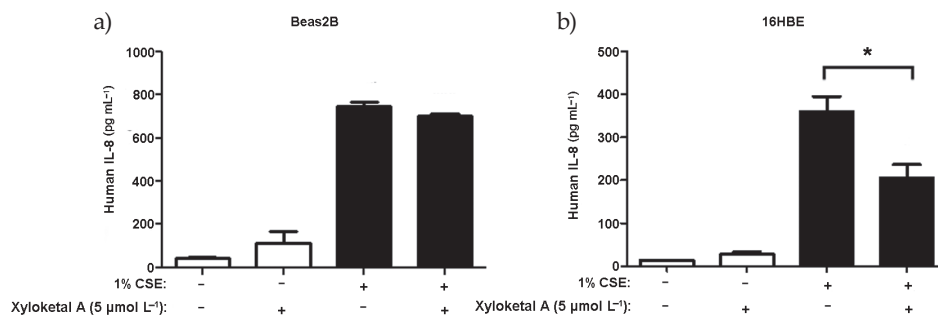 a) Beas2B
Human IL-8 (pg mL⁻¹)
1000
800
600
400
200
0
1% CSE: – – + +
Xyloketal A (5 µmol L⁻¹): – + – +
b) 16HBE
Human IL-8 (pg mL⁻¹)
500
400
300
200
100
0
*
1% CSE: – – + +
Xyloketal A (5 µmol L⁻¹): – + – +